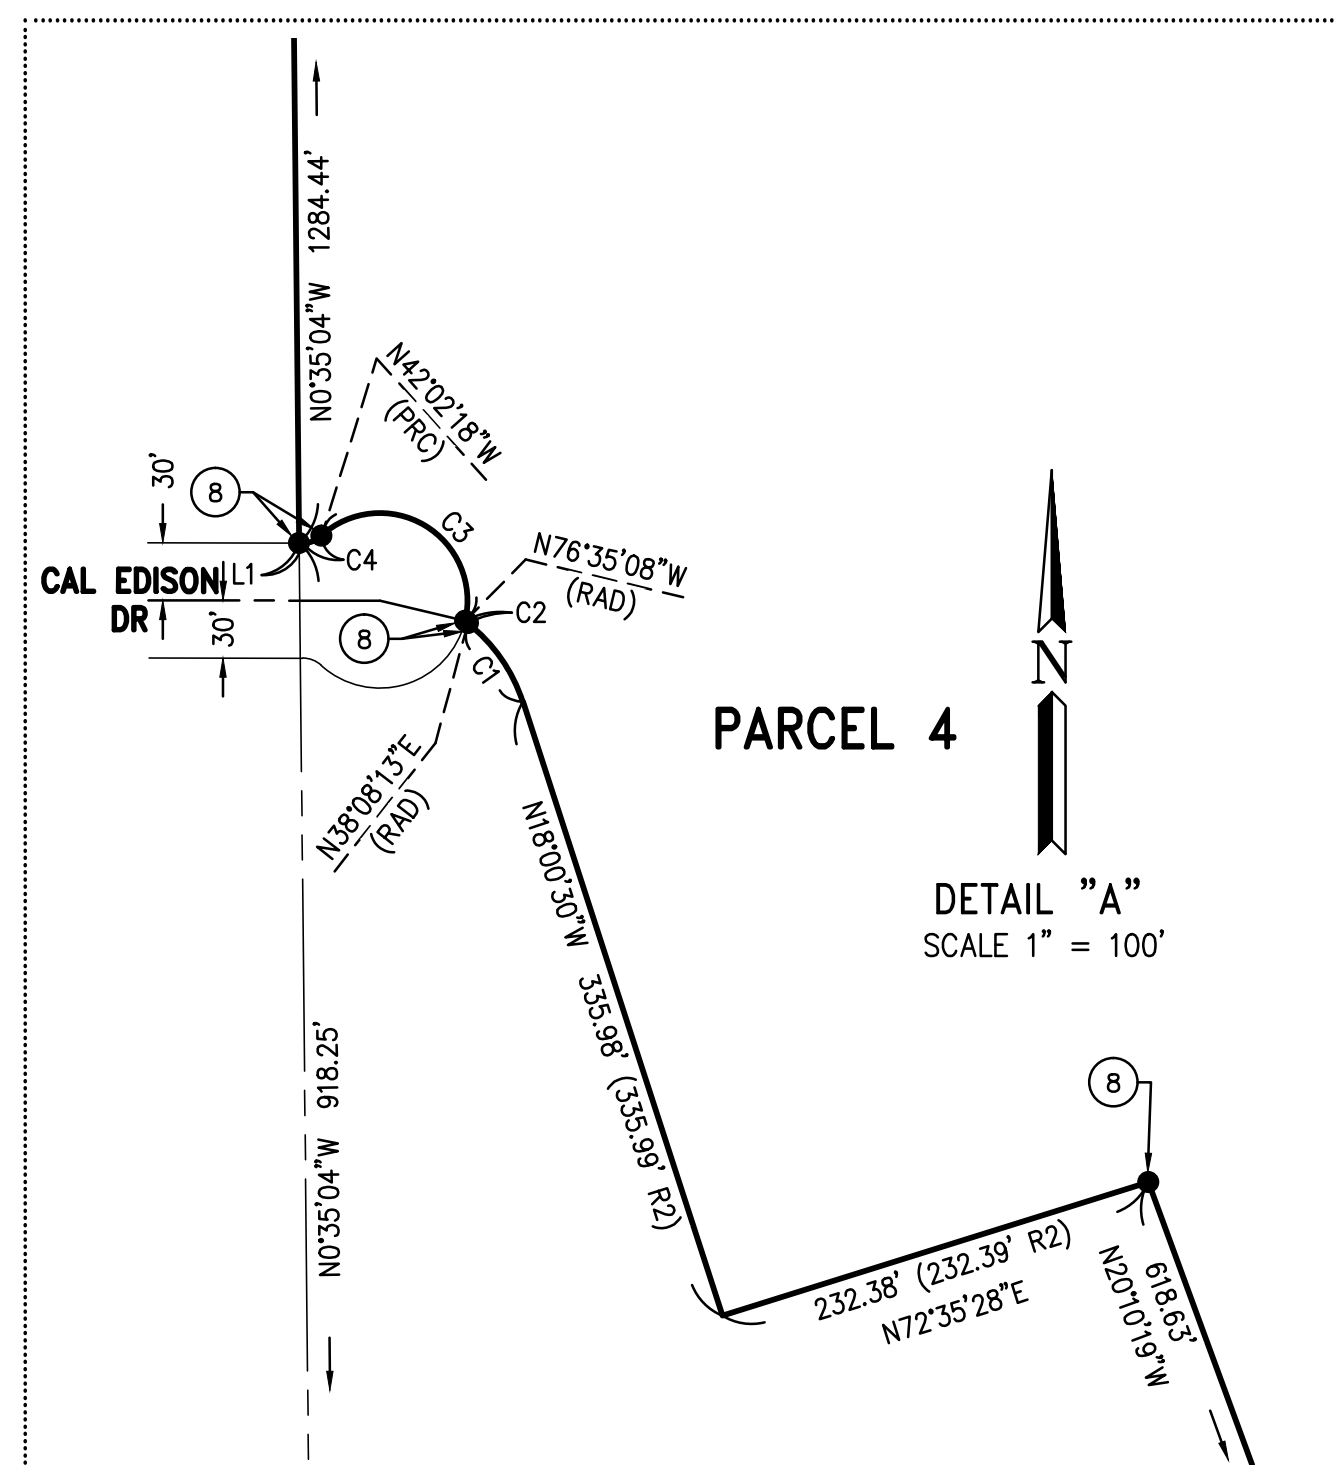 N0°35'04"W 1284.44'
N42°02'18"W
(PRC)
30'
8
C3
N76°35'08"W
(RAD)
C4
L1
CAL EDISON
DR
C2
30'
8
C1
N
PARCEL 4
N38°08'13"E
(RAD)
N18°00'30"W 335.98' (335.99' R2)
DETAIL "A"
SCALE 1" = 100'
N0°35'04"W 918.25'
8
232.38' (232.39' R2)
N72°35'28"E
618.63'
N20°10'19"W